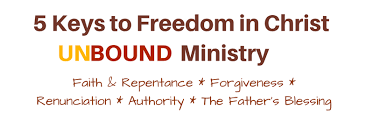 5 Keys to Freedom in Christ
UNBOUND Ministry
Faith & Repentance * Forgiveness *
Renunciation * Authority * The Father's Blessing